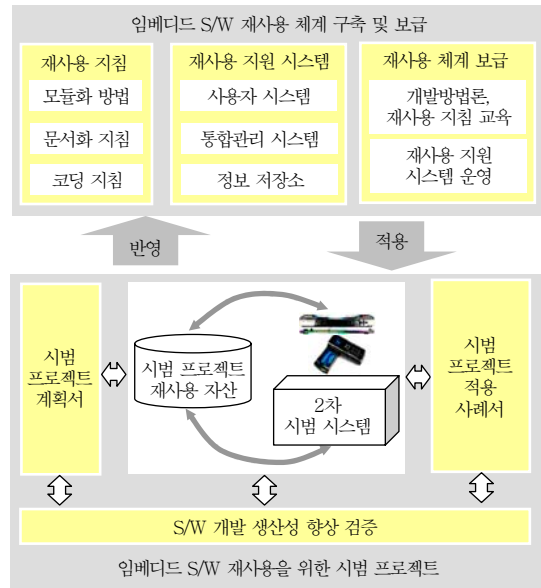 임베디드 S/W 재사용 체계 구축 및 보급
재사용 지침
모듈화 방법
문서화 지침
코딩 지침
재사용 지원 시스템
사용자 시스템
통합관리 시스템
정보 저장소
재사용 체계 보급
개발방법론,
재사용 지침 교육
재사용 지원
시스템 운영
반영
적용
시범
프로젝트
계획서
시범 프로젝트
재사용 자산
2차
시범 시스템
시범
프로젝트
적용
사례서
S/W 개발 생산성 향상 검증
임베디드 S/W 재사용을 위한 시범 프로젝트